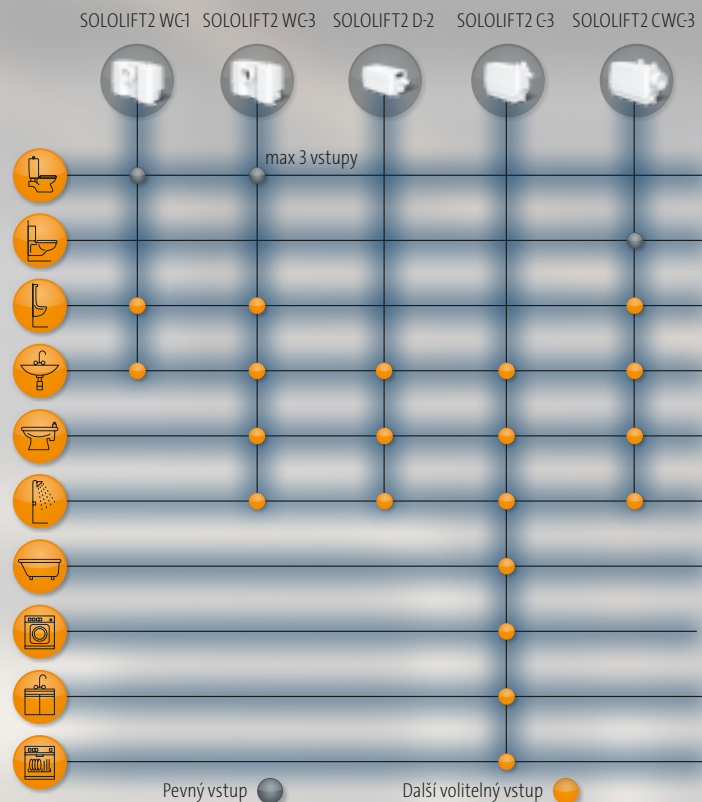 SOLOLIFT2 WC-1 SOLOLIFT2 WC-3 SOLOLIFT2 D-2 SOLOLIFT2 C-3 SOLOLIFT2 CWC-3
max 3 vstupy
Pevný vstup Další volitelný vstup